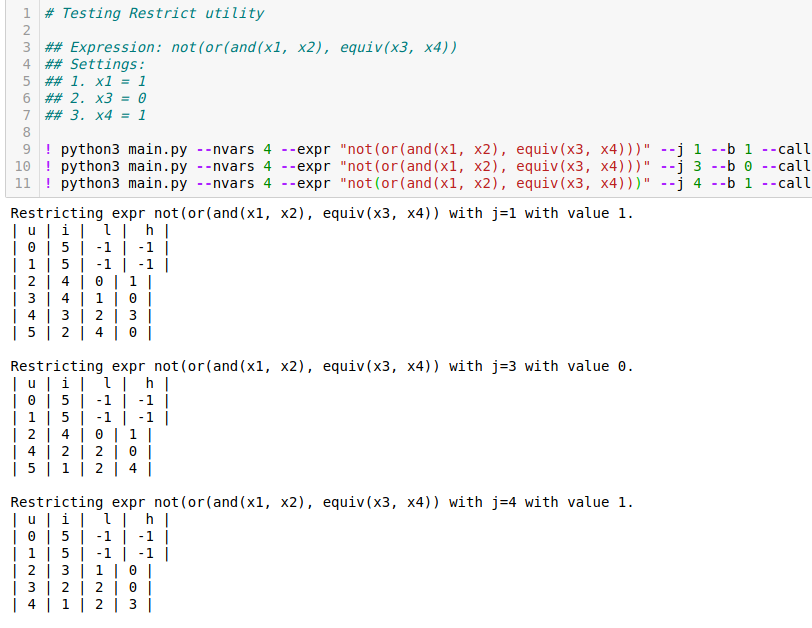 1 # Testing Restrict utility
2
3 ## Expression: not(or(and(x1, x2), equiv(x3, x4))
4 ## Settings:
5 ## 1. x1 = 1
6 ## 2. x3 = 0
7 ## 3. x4 = 1
8
9 ! python3 main.py --nvars 4 --expr "not(or(and(x1, x2), equiv(x3, x4)))" --j 1 --b 1 --call
10 ! python3 main.py --nvars 4 --expr "not(or(and(x1, x2), equiv(x3, x4)))" --j 3 --b 0 --call
11 ! python3 main.py --nvars 4 --expr "not(or(and(x1, x2), equiv(x3, x4)))" --j 4 --b 1 --call
Restricting expr not(or(and(x1, x2), equiv(x3, x4)) with j=1 with value 1.
| u | i |  l |  h |
| 0 | 5 | -1 | -1 |
| 1 | 5 | -1 | -1 |
| 2 | 4 | 0 | 1 |
| 3 | 4 | 1 | 0 |
| 4 | 3 | 2 | 3 |
| 5 | 2 | 4 | 0 |

Restricting expr not(or(and(x1, x2), equiv(x3, x4)) with j=3 with value 0.
| u | i |  l |  h |
| 0 | 5 | -1 | -1 |
| 1 | 5 | -1 | -1 |
| 2 | 4 | 0 | 1 |
| 4 | 2 | 2 | 0 |
| 5 | 1 | 2 | 4 |

Restricting expr not(or(and(x1, x2), equiv(x3, x4)) with j=4 with value 1.
| u | i |  l |  h |
| 0 | 5 | -1 | -1 |
| 1 | 5 | -1 | -1 |
| 2 | 3 | 1 | 0 |
| 3 | 2 | 2 | 0 |
| 4 | 1 | 2 | 3 |